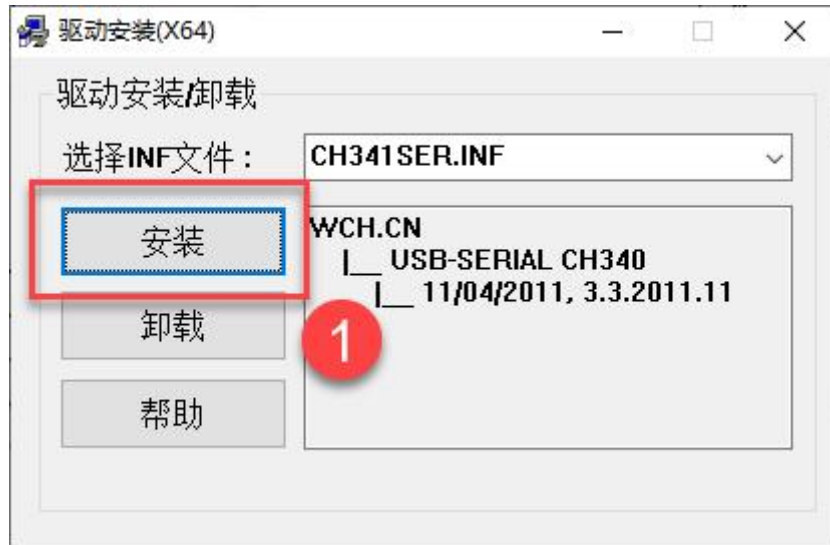 驱动安装(X64)
驱动安装/卸载
选择INF文件：
CH341SER.INF
安装
卸载
帮助
WCH.CN
|__ USB-SERIAL CH340
|__ 11/04/2011, 3.3.2011.11
1